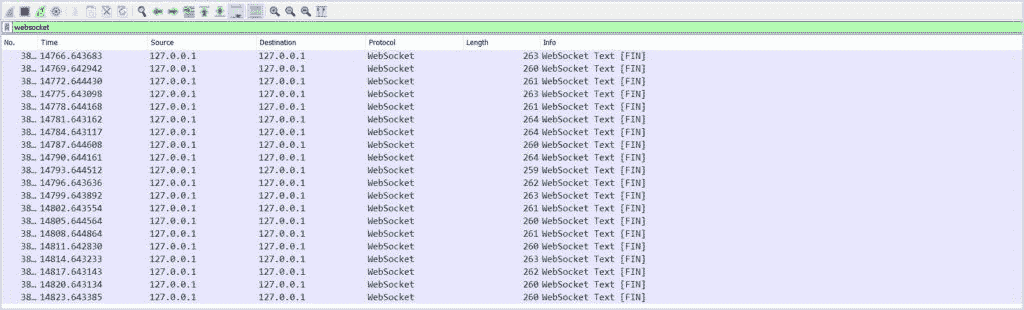 websocket
No. Time Source Destination Protocol Length Info
38… 14766.643683 127.0.0.1 127.0.0.1 WebSocket 263 WebSocket Text [FIN]
38… 14769.642942 127.0.0.1 127.0.0.1 WebSocket 260 WebSocket Text [FIN]
38… 14772.644430 127.0.0.1 127.0.0.1 WebSocket 261 WebSocket Text [FIN]
38… 14775.643098 127.0.0.1 127.0.0.1 WebSocket 263 WebSocket Text [FIN]
38… 14778.644168 127.0.0.1 127.0.0.1 WebSocket 261 WebSocket Text [FIN]
38… 14781.643162 127.0.0.1 127.0.0.1 WebSocket 264 WebSocket Text [FIN]
38… 14784.643117 127.0.0.1 127.0.0.1 WebSocket 264 WebSocket Text [FIN]
38… 14787.644608 127.0.0.1 127.0.0.1 WebSocket 260 WebSocket Text [FIN]
38… 14790.644161 127.0.0.1 127.0.0.1 WebSocket 264 WebSocket Text [FIN]
38… 14793.644512 127.0.0.1 127.0.0.1 WebSocket 259 WebSocket Text [FIN]
38… 14796.643636 127.0.0.1 127.0.0.1 WebSocket 262 WebSocket Text [FIN]
38… 14799.643892 127.0.0.1 127.0.0.1 WebSocket 263 WebSocket Text [FIN]
38… 14802.643554 127.0.0.1 127.0.0.1 WebSocket 261 WebSocket Text [FIN]
38… 14805.644564 127.0.0.1 127.0.0.1 WebSocket 260 WebSocket Text [FIN]
38… 14808.644864 127.0.0.1 127.0.0.1 WebSocket 261 WebSocket Text [FIN]
38… 14811.642830 127.0.0.1 127.0.0.1 WebSocket 260 WebSocket Text [FIN]
38… 14814.643233 127.0.0.1 127.0.0.1 WebSocket 263 WebSocket Text [FIN]
38… 14817.643143 127.0.0.1 127.0.0.1 WebSocket 262 WebSocket Text [FIN]
38… 14820.643134 127.0.0.1 127.0.0.1 WebSocket 260 WebSocket Text [FIN]
38… 14823.643385 127.0.0.1 127.0.0.1 WebSocket 260 WebSocket Text [FIN]